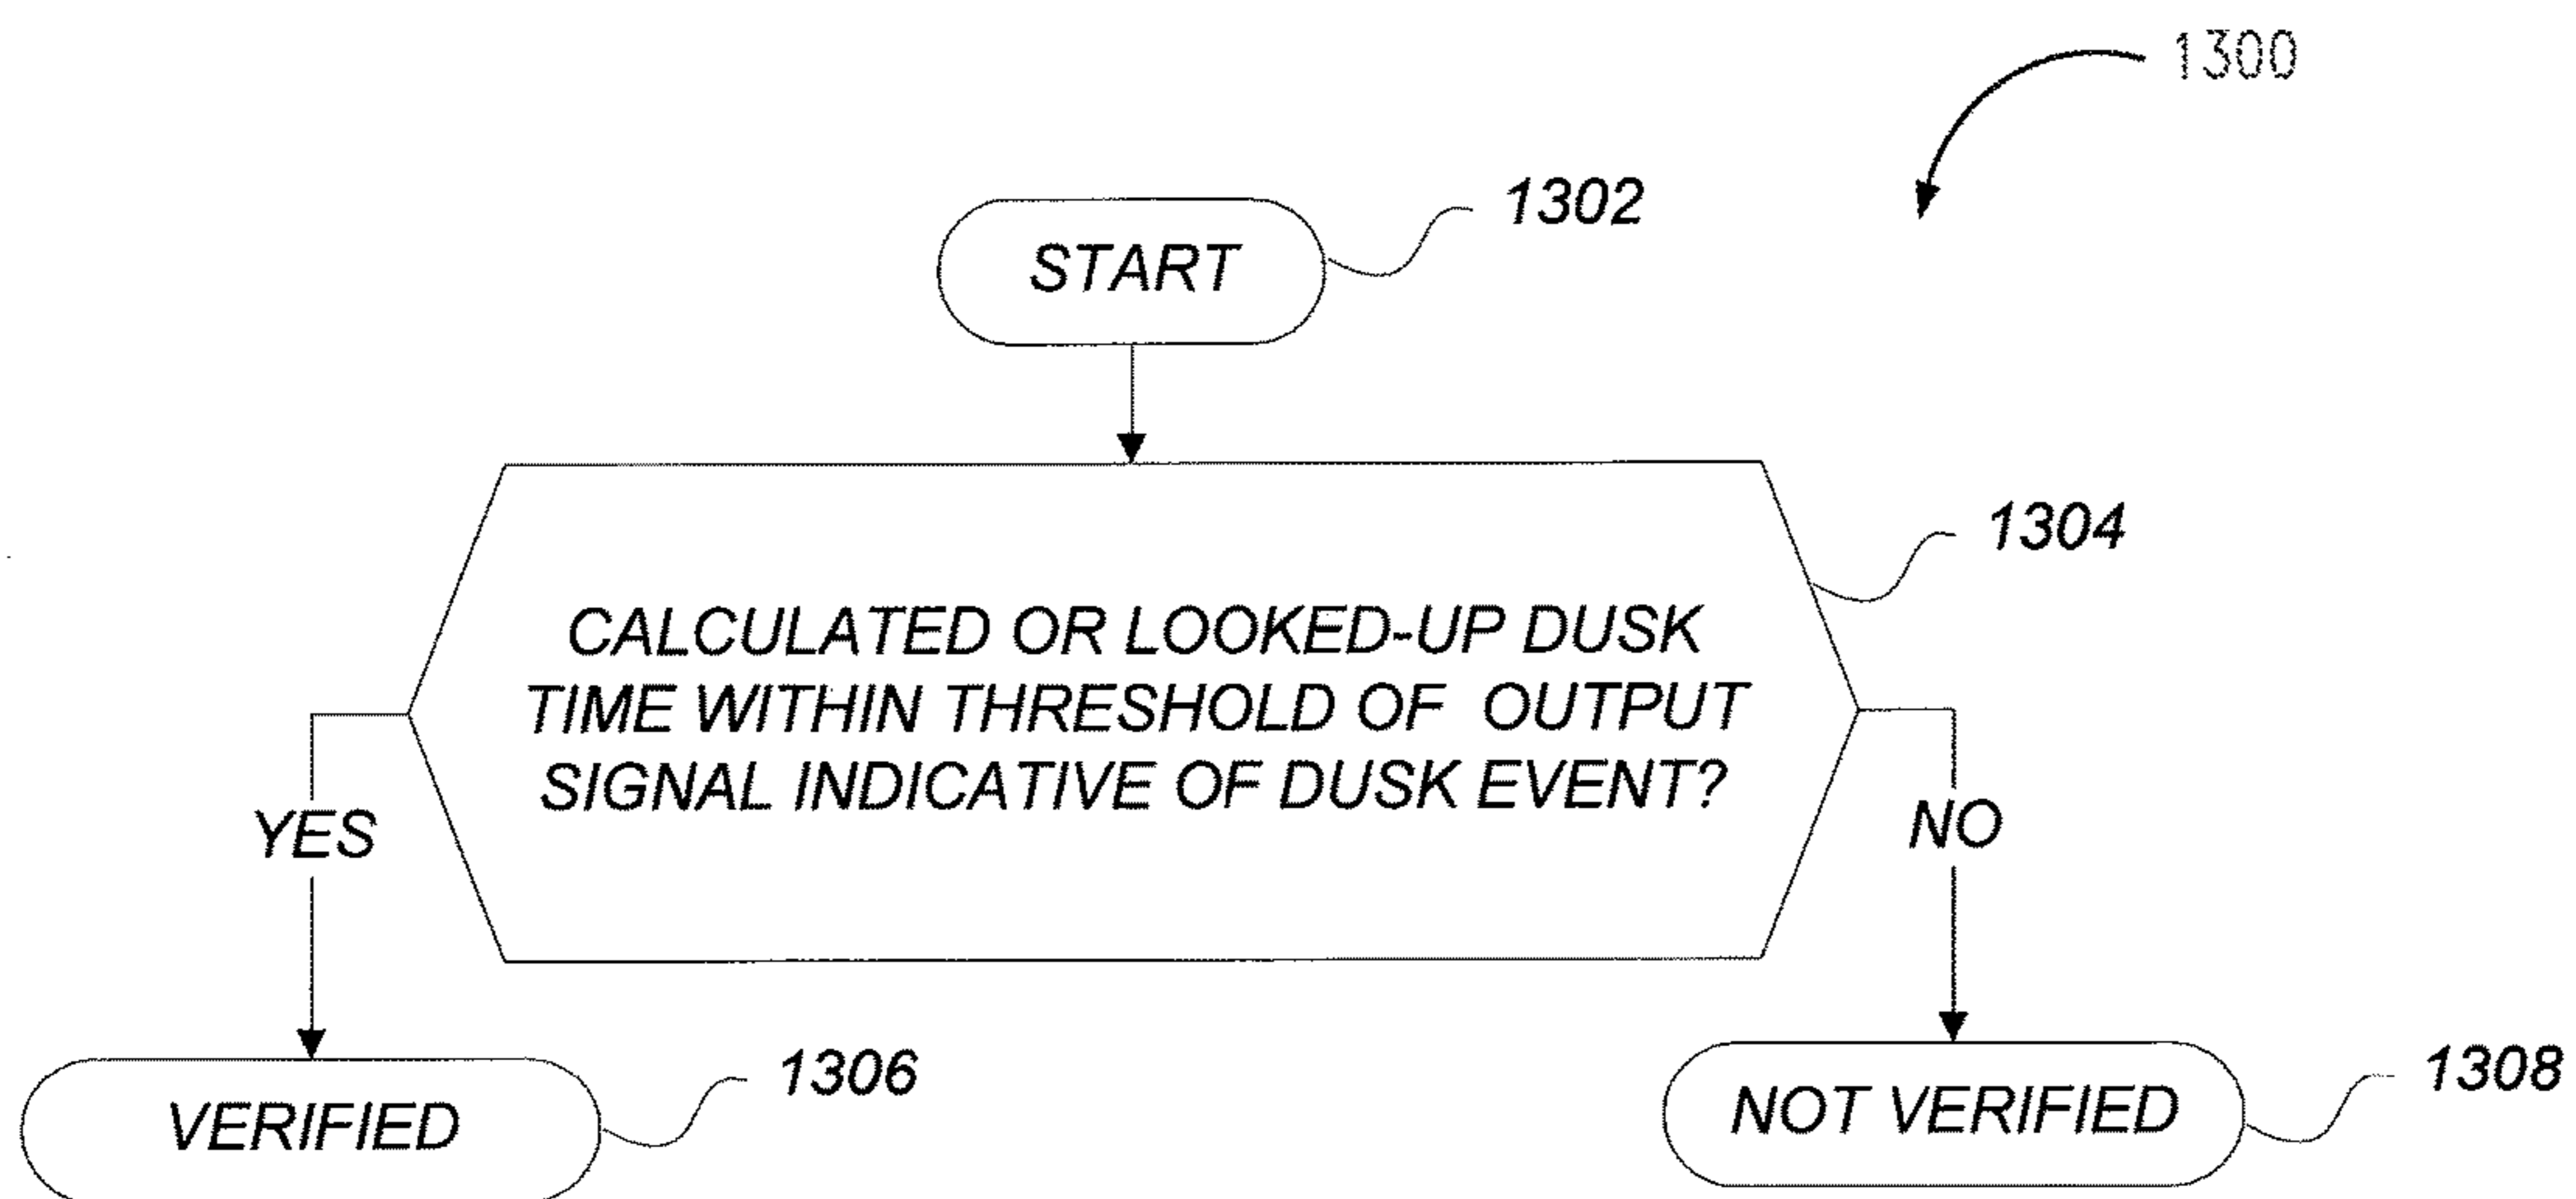 1300
START
1302
1304
CALCULATED OR LOOKED-UP DUSK
TIME WITHIN THRESHOLD OF OUTPUT
SIGNAL INDICATIVE OF DUSK EVENT?
YES
NO
VERIFIED
1306
NOT VERIFIED
1308